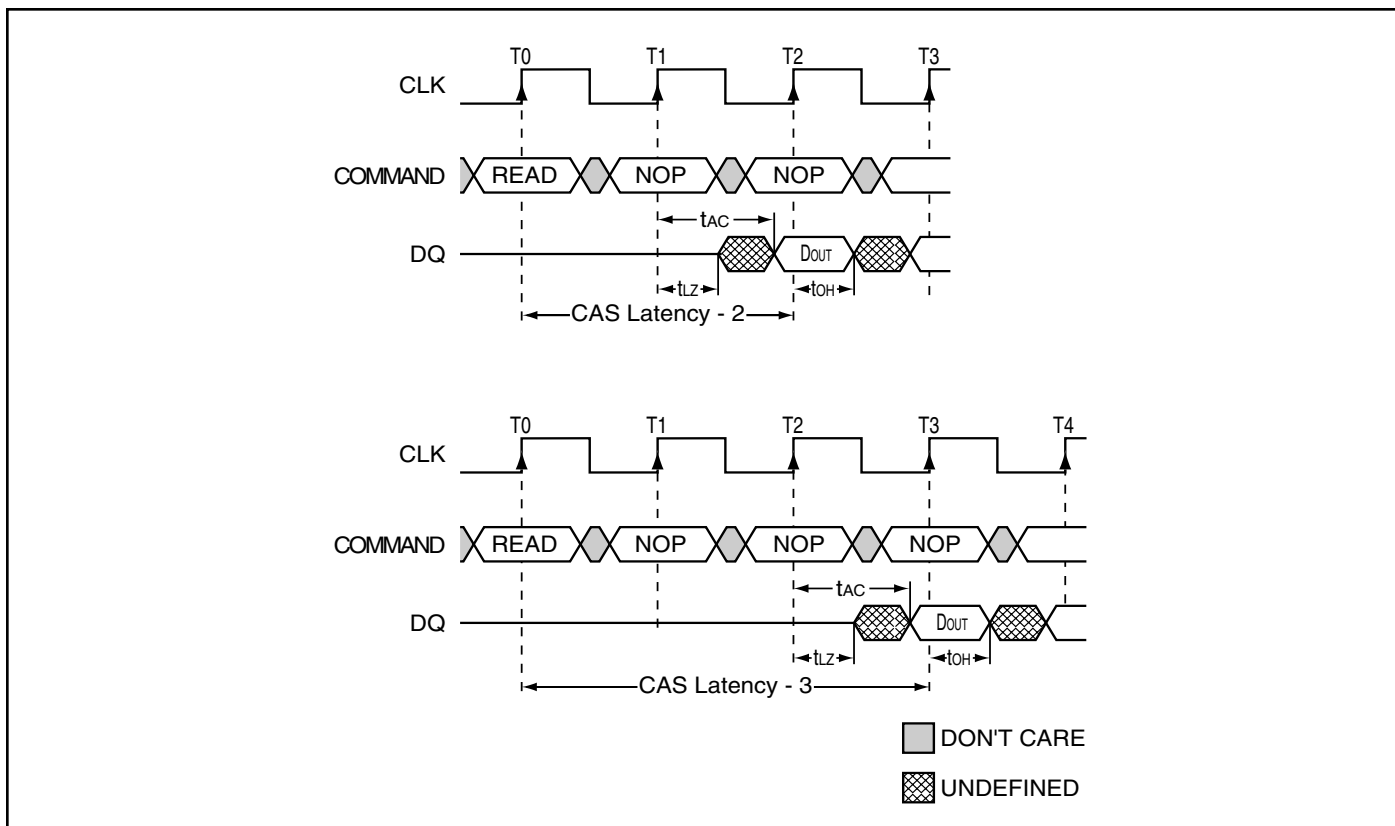 T0 T1 T2 T3
CLK
COMMAND READ NOP NOP
tAC
DQ DOUT
tLZ tOH
CAS Latency - 2
T0 T1 T2 T3 T4
CLK
COMMAND READ NOP NOP NOP
tAC
DQ DOUT
tLZ tOH
CAS Latency - 3
DON'T CARE
UNDEFINED